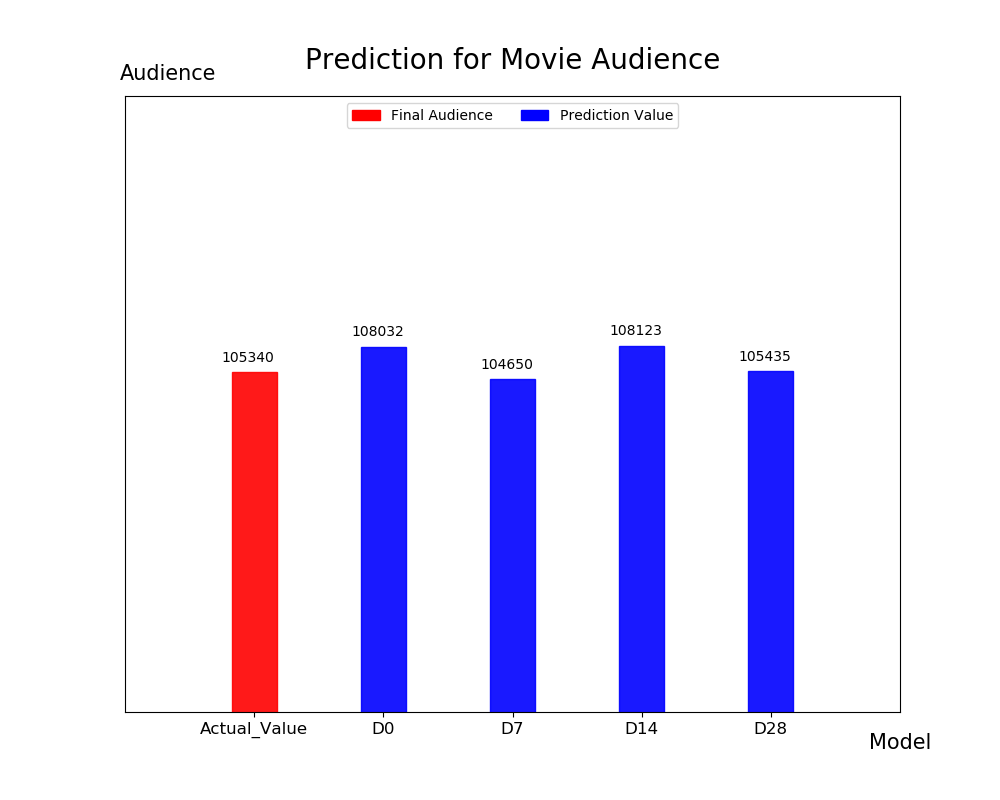 Prediction for Movie Audience
Audience
Final Audience
Prediction Value
105340
108032
104650
108123
105435
Actual_Value
D0
D7
D14
D28
Model